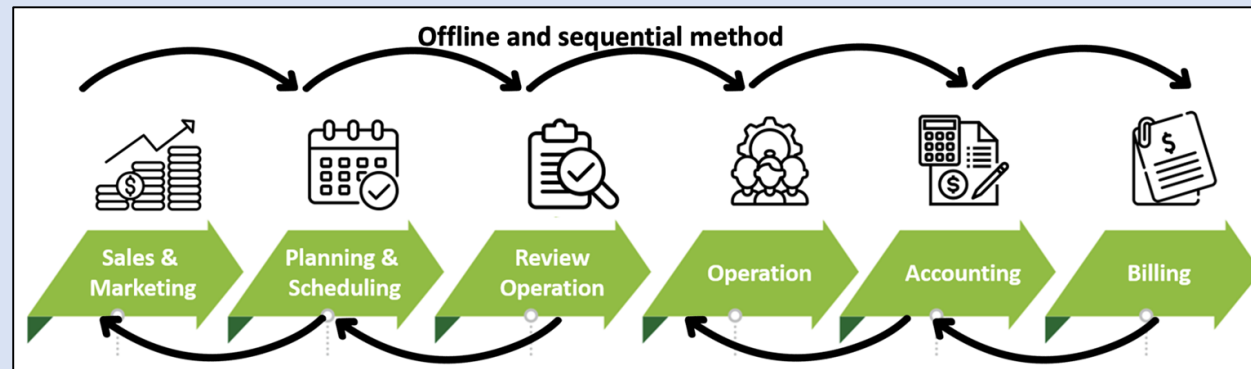 Offline and sequential method
$
$
$
Sales &
Marketing
Planning &
Scheduling
Review
Operation
Operation
Accounting
Billing